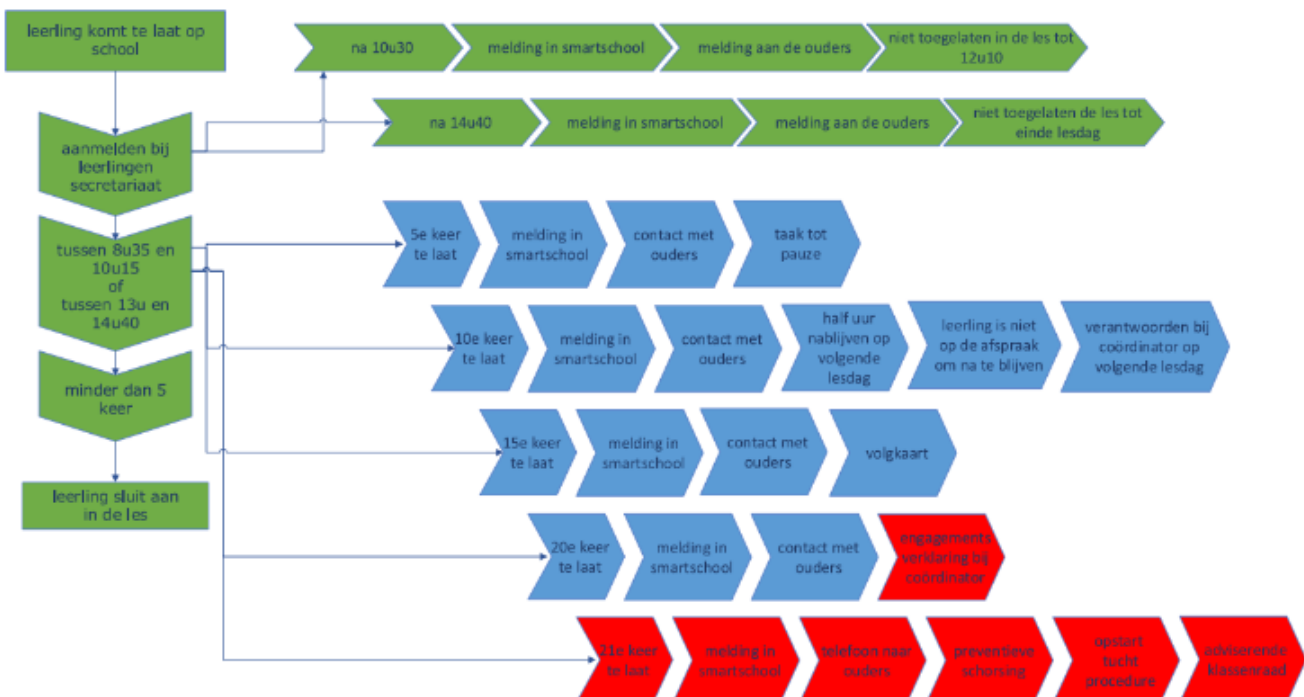 leerling komt te laat op
school
na 10u30
melding in smartschool
melding aan de ouders
niet toegelaten in de les tot
12u10
na 14u40
melding in smartschool
melding aan de ouders
niet toegelaten de les tot
einde lesdag
aanmelden bij
leerlingen
secretariaat
tussen 8u35 en
10u15
of
tussen 13u en
14u40
minder dan 5
keer
leerling sluit aan
in de les
5e keer
te laat
melding in
smartschool
contact met
ouders
taak tot
pauze
10e keer
te laat
melding in
smartschool
contact met
ouders
half uur
nablijven op
volgende
lesdag
leerling is niet
op de afspraak
om na te blijven
verantwoorden bij
coördinator op
volgende lesdag
15e keer
te laat
melding in
smartschool
contact met
ouders
volgkaart
20e keer
te laat
melding in
smartschool
contact met
ouders
engagements
verklaring bij
coördinator
21e keer
te laat
melding in
smartschool
telefoon naar
ouders
preventieve
schorsing
opstart
tucht
procedure
adviserende
klassenraad